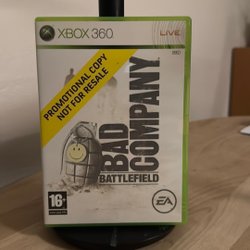 XBOX 360
LIVE
PROMOTIONAL COPY
NOT FOR RESALE
BAD
COMPANY
BATTLEFIELD
16+
EA